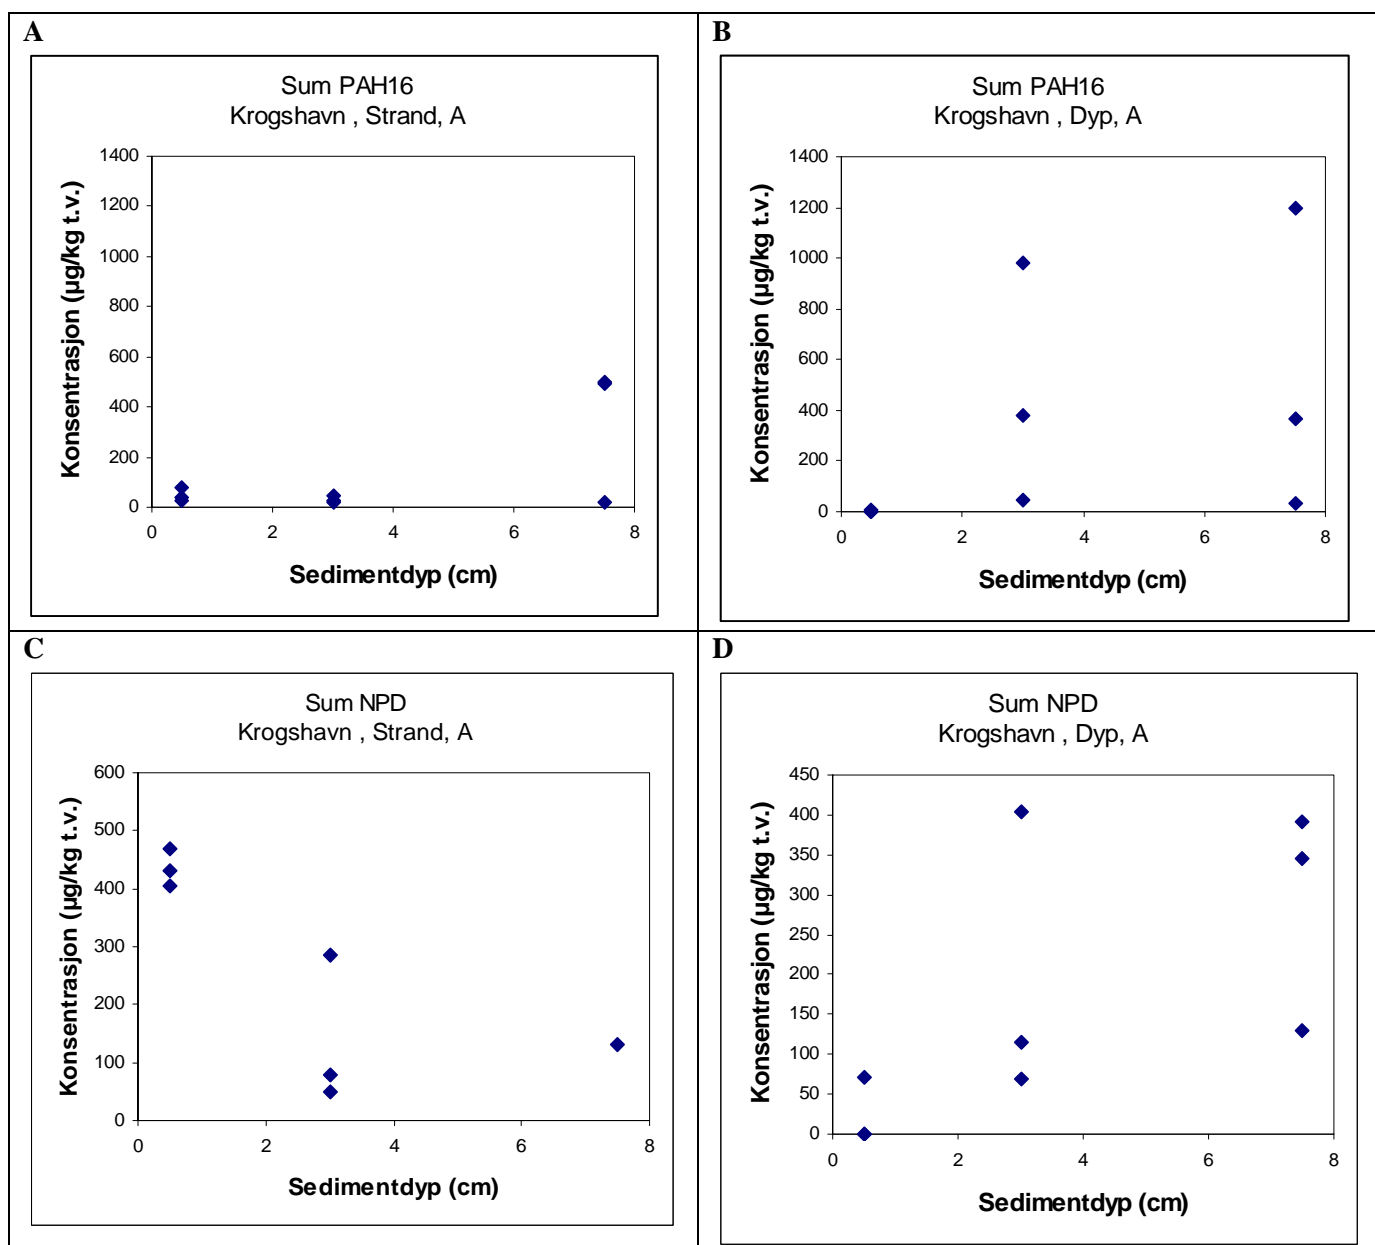 A
Sum PAH16
Krogshavn , Strand, A
Konsentrasjon (µg/kg t.v.)
1400
1200
1000
800
600
400
200
0
0 2 4 6 8
Sedimentdyp (cm)
B
Sum PAH16
Krogshavn , Dyp, A
Konsentrasjon (µg/kg t.v.)
1400
1200
1000
800
600
400
200
0
0 2 4 6 8
Sedimentdyp (cm)
C
Sum NPD
Krogshavn , Strand, A
Konsentrasjon (µg/kg t.v.)
600
500
400
300
200
100
0
0 2 4 6 8
Sedimentdyp (cm)
D
Sum NPD
Krogshavn , Dyp, A
Konsentrasjon (µg/kg t.v.)
450
400
350
300
250
200
150
100
50
0
0 2 4 6 8
Sedimentdyp (cm)